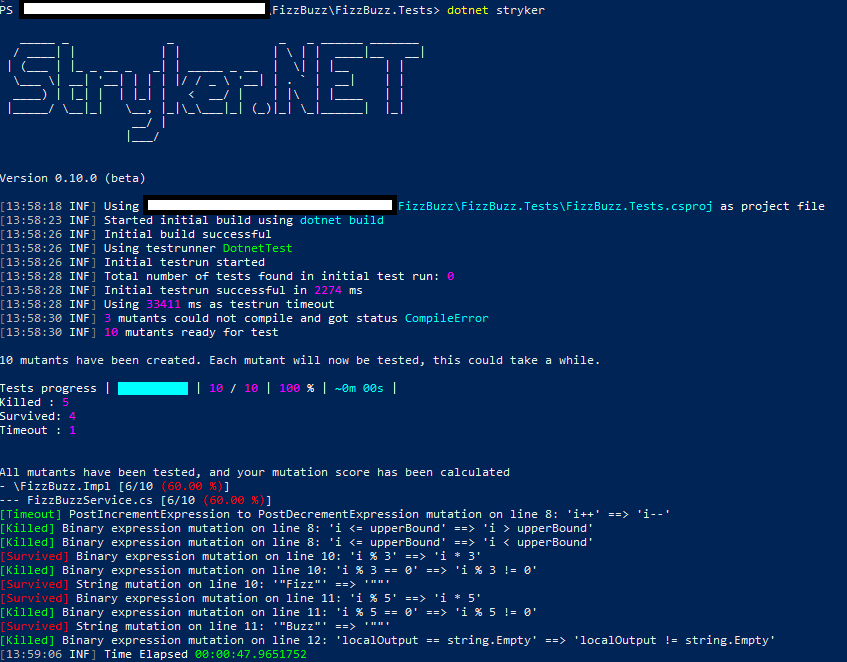 PS \FizzBuzz\FizzBuzz.Tests> dotnet stryker
Stryker.NET
Version 0.10.0 (beta)
[13:58:18 INF] Using FizzBuzz\FizzBuzz.Tests\FizzBuzz.Tests.csproj as project file
[13:58:23 INF] Started initial build using dotnet build
[13:58:26 INF] Initial build successful
[13:58:26 INF] Using testrunner DotnetTest
[13:58:26 INF] Initial testrun started
[13:58:28 INF] Total number of tests found in initial test run: 0
[13:58:28 INF] Initial testrun successful in 2274 ms
[13:58:28 INF] Using 33411 ms as testrun timeout
[13:58:30 INF] 3 mutants could not compile and got status CompileError
[13:58:30 INF] 10 mutants ready for test
10 mutants have been created. Each mutant will now be tested, this could take a while.
Tests progress | | 10 / 10 | 100 % | ~0m 00s |
Killed : 5
Survived: 4
Timeout : 1
All mutants have been tested, and your mutation score has been calculated
- \FizzBuzz.Impl [6/10 (60.00 %)]
--- FizzBuzzService.cs [6/10 (60.00 %)]
[Timeout] PostIncrementExpression to PostDecrementExpression mutation on line 8: 'i++' ==> 'i--'
[Killed] Binary expression mutation on line 8: 'i <= upperBound' ==> 'i > upperBound'
[Killed] Binary expression mutation on line 8: 'i <= upperBound' ==> 'i < upperBound'
[Survived] Binary expression mutation on line 10: 'i % 3' ==> 'i * 3'
[Killed] Binary expression mutation on line 10: 'i % 3 == 0' ==> 'i % 3 != 0'
[Survived] String mutation on line 10: '"Fizz"' ==> '""'
[Survived] Binary expression mutation on line 11: 'i % 5' ==> 'i * 5'
[Killed] Binary expression mutation on line 11: 'i % 5 == 0' ==> 'i % 5 != 0'
[Survived] String mutation on line 11: '"Buzz"' ==> '""'
[Killed] Binary expression mutation on line 12: 'localOutput == string.Empty' ==> 'localOutput != string.Empty'
[13:59:06 INF] Time Elapsed 00:00:47.9651752